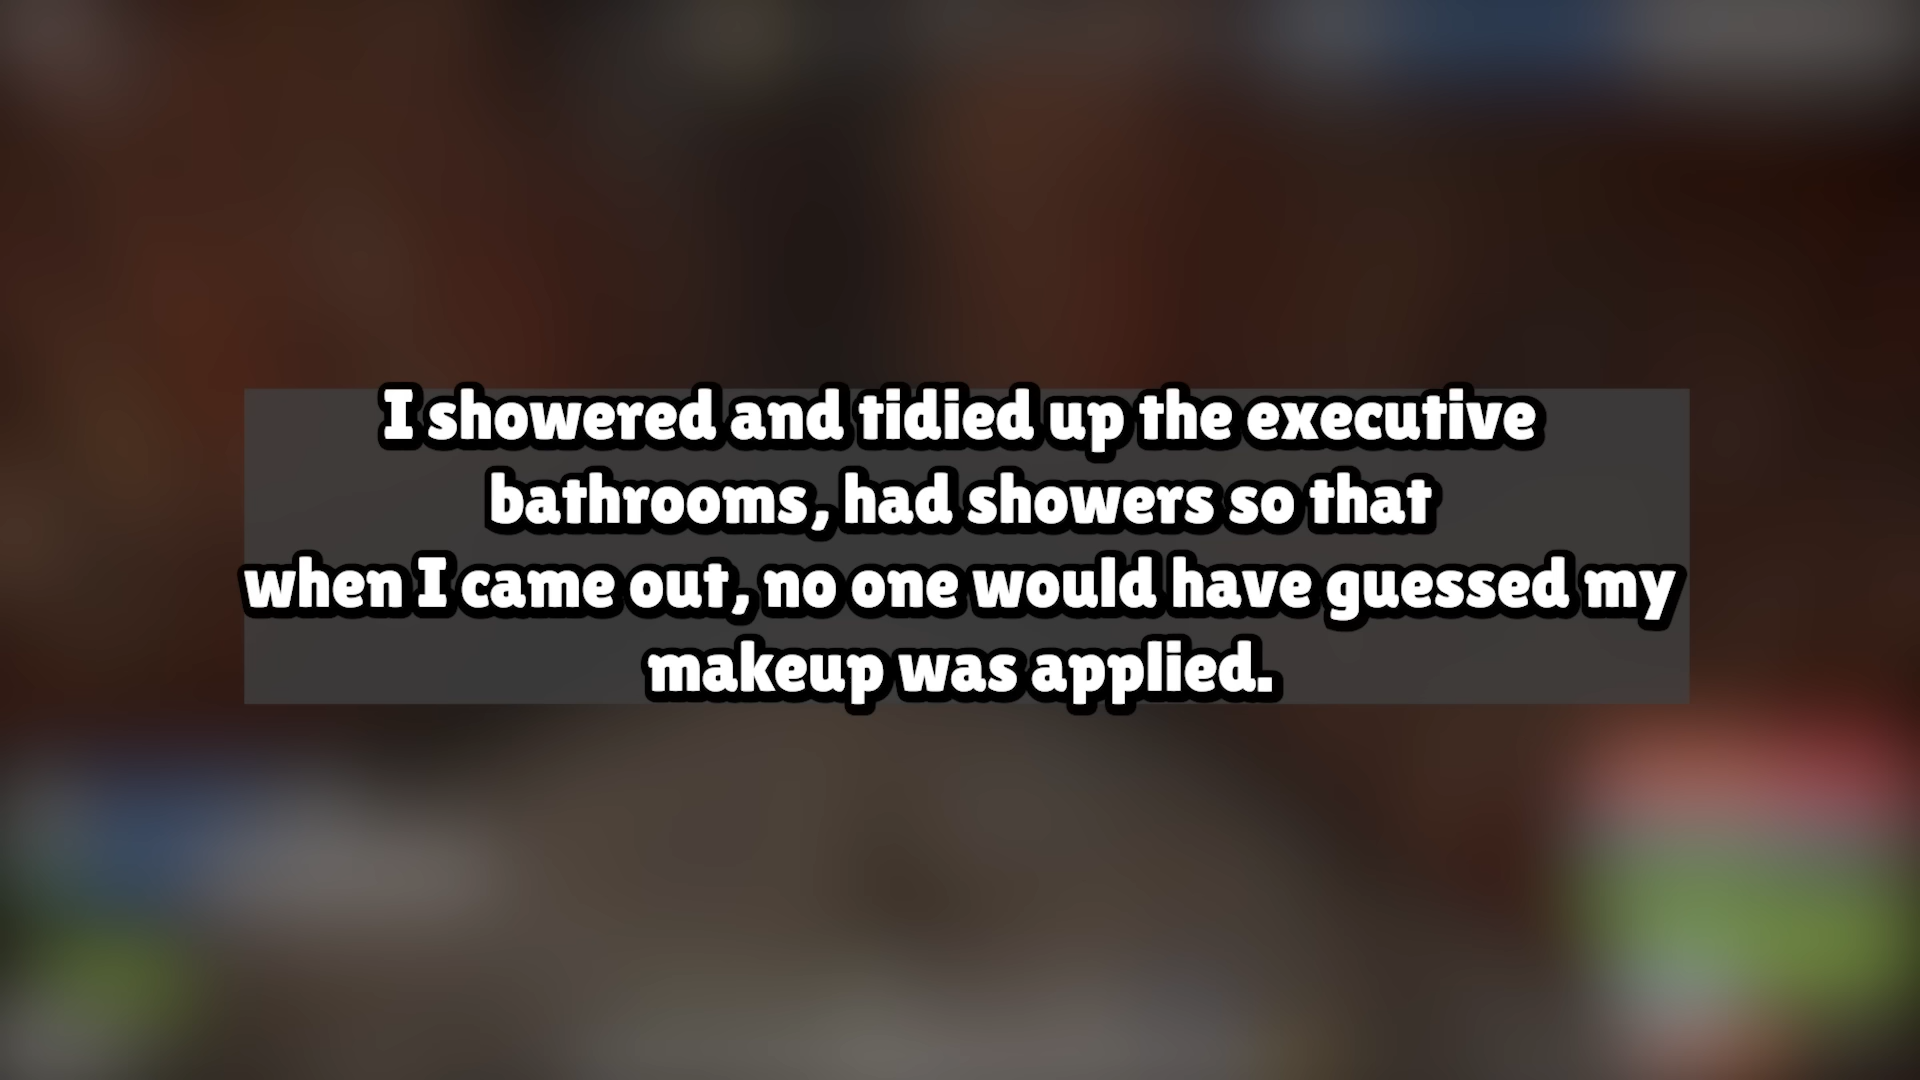 I showered and tidied up the executive
bathrooms, had showers so that
when I came out, no one would have guessed my
makeup was applied.